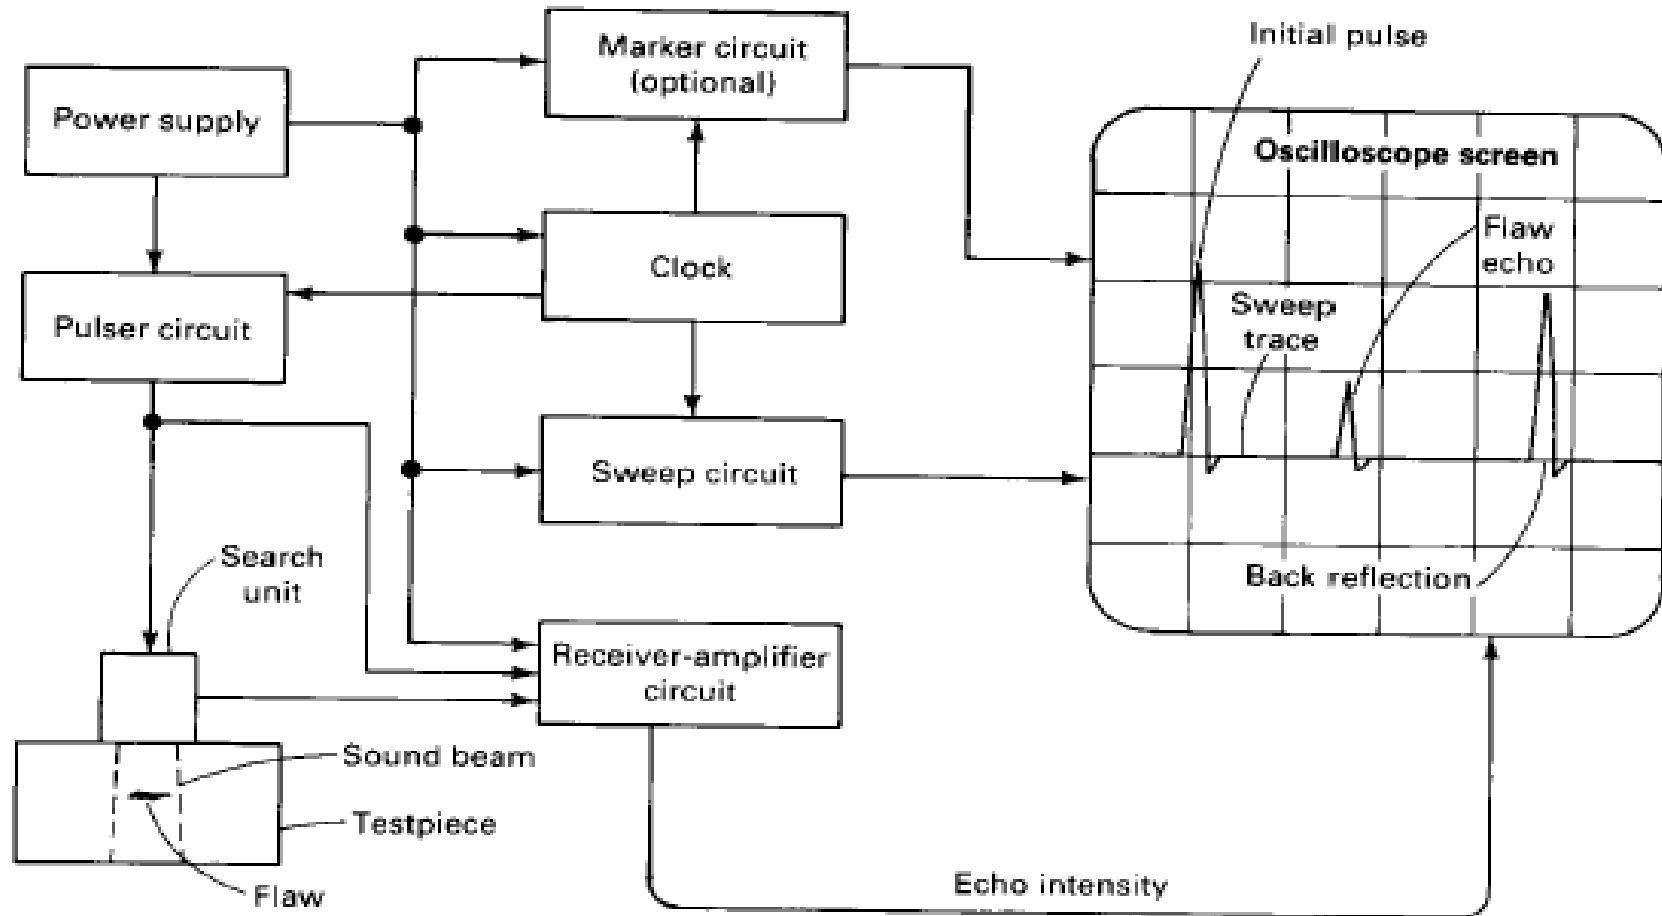 Initial pulse
Marker circuit
(optional)
Power supply
Oscilloscope screen
Flaw
echo
Clock
Sweep
trace
Pulser circuit
Sweep circuit
Search
unit
Back reflection
Receiver-amplifier
circuit
Sound beam
Testpiece
Flaw
Echo intensity